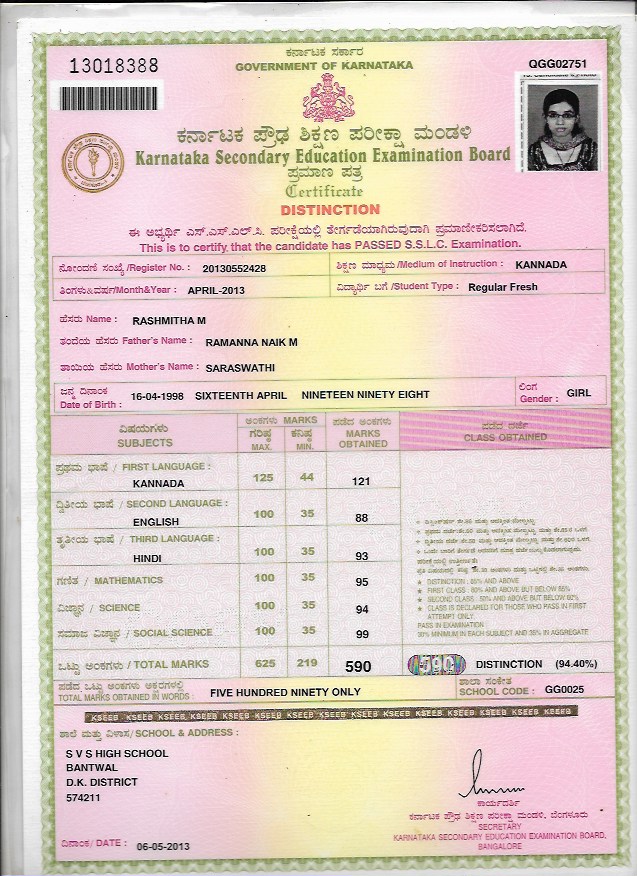 ಕರ್ನಾಟಕ ಸರ್ಕಾರ
13018388 GOVERNMENT OF KARNATAKA QGG02751
ಕರ್ನಾಟಕ ಪ್ರೌಢ ಶಿಕ್ಷಣ ಪರೀಕ್ಷಾ ಮಂಡಳಿ
Karnataka Secondary Education Examination Board
ಪ್ರಮಾಣ ಪತ್ರ
Certificate
DISTINCTION
ಈ ಅಭ್ಯರ್ಥಿ ಎಸ್.ಎಸ್.ಎಲ್.ಸಿ. ಪರೀಕ್ಷೆಯಲ್ಲಿ ತೇರ್ಗಡೆಯಾಗಿರುವುದಾಗಿ ಪ್ರಮಾಣೀಕರಿಸಲಾಗಿದೆ.
This is to certify that the candidate has PASSED S.S.L.C. Examination.
ನೋಂದಣೆ ಸಂಖ್ಯೆ /Register No. : 20130552428 ಶಿಕ್ಷಣ ಮಾಧ್ಯಮ /Medium of Instruction : KANNADA
ತಿಂಗಳು&ವರ್ಷ/Month&Year : APRIL-2013 ವಿದ್ಯಾರ್ಥಿ ಬಗೆ /Student Type : Regular Fresh
ಹೆಸರು Name : RASHMITHA M
ತಂದೆಯ ಹೆಸರು Father's Name : RAMANNA NAIK M
ತಾಯಿಯ ಹೆಸರು Mother's Name : SARASWATHI
ಜನ್ಮ ದಿನಾಂಕ ಲಿಂಗ
Date of Birth : 16-04-1998 SIXTEENTH APRIL NINETEEN NINETY EIGHT Gender : GIRL
ವಿಷಯಗಳು ಅಂಕಗಳು MARKS ಪಡೆದ ಅಂಕಗಳು ಪಡೆದ ದರ್ಜೆ
SUBJECTS ಗರಿಷ್ಠ MAX. ಕನಿಷ್ಠ MIN. MARKS OBTAINED CLASS OBTAINED
ಪ್ರಥಮ ಭಾಷೆ / FIRST LANGUAGE :
KANNADA 125 44 121
ದ್ವಿತೀಯ ಭಾಷೆ / SECOND LANGUAGE :
ENGLISH 100 35 88
ತೃತೀಯ ಭಾಷೆ / THIRD LANGUAGE :
HINDI 100 35 93
ಗಣಿತ / MATHEMATICS 100 35 95
ವಿಜ್ಞಾನ / SCIENCE 100 35 94
ಸಮಾಜ ವಿಜ್ಞಾನ / SOCIAL SCIENCE 100 35 99
★ DISTINCTION : 85% AND ABOVE
★ FIRST CLASS : 60% AND ABOVE BUT BELOW 85%
★ SECOND CLASS : 50% AND ABOVE BUT BELOW 60%
★ CLASS IS DECLARED FOR THOSE WHO PASS IN FIRST
ATTEMPT ONLY
PASS IN EXAMINATION
30% MINIMUM IN EACH SUBJECT AND 35% IN AGGREGATE
ಒಟ್ಟು ಅಂಕಗಳು / TOTAL MARKS 625 219 590 590 DISTINCTION (94.40%)
ಪಡೆದ ಒಟ್ಟು ಅಂಕಗಳು ಅಕ್ಷರಗಳಲ್ಲಿ ಶಾಲಾ ಸಂಕೇತ
TOTAL MARKS OBTAINED IN WORDS : FIVE HUNDRED NINETY ONLY SCHOOL CODE : GG0025
KSEEB KSEEB KSEEB KSEEB KSEEB KSEEB KSEEB KSEEB KSEEB KSEEB KSEEB KSEEB KSEEB KSEEB KSEEB
ಶಾಲೆ ಮತ್ತು ವಿಳಾಸ/ SCHOOL & ADDRESS :
S V S HIGH SCHOOL
BANTWAL
D.K. DISTRICT
574211
ಕಾರ್ಯದರ್ಶಿ
ಕರ್ನಾಟಕ ಪ್ರೌಢ ಶಿಕ್ಷಣ ಪರೀಕ್ಷಾ ಮಂಡಳಿ, ಬೆಂಗಳೂರು
SECRETARY
KARNATAKA SECONDARY EDUCATION EXAMINATION BOARD,
BANGALORE
ದಿನಾಂಕ/ DATE : 06-05-2013